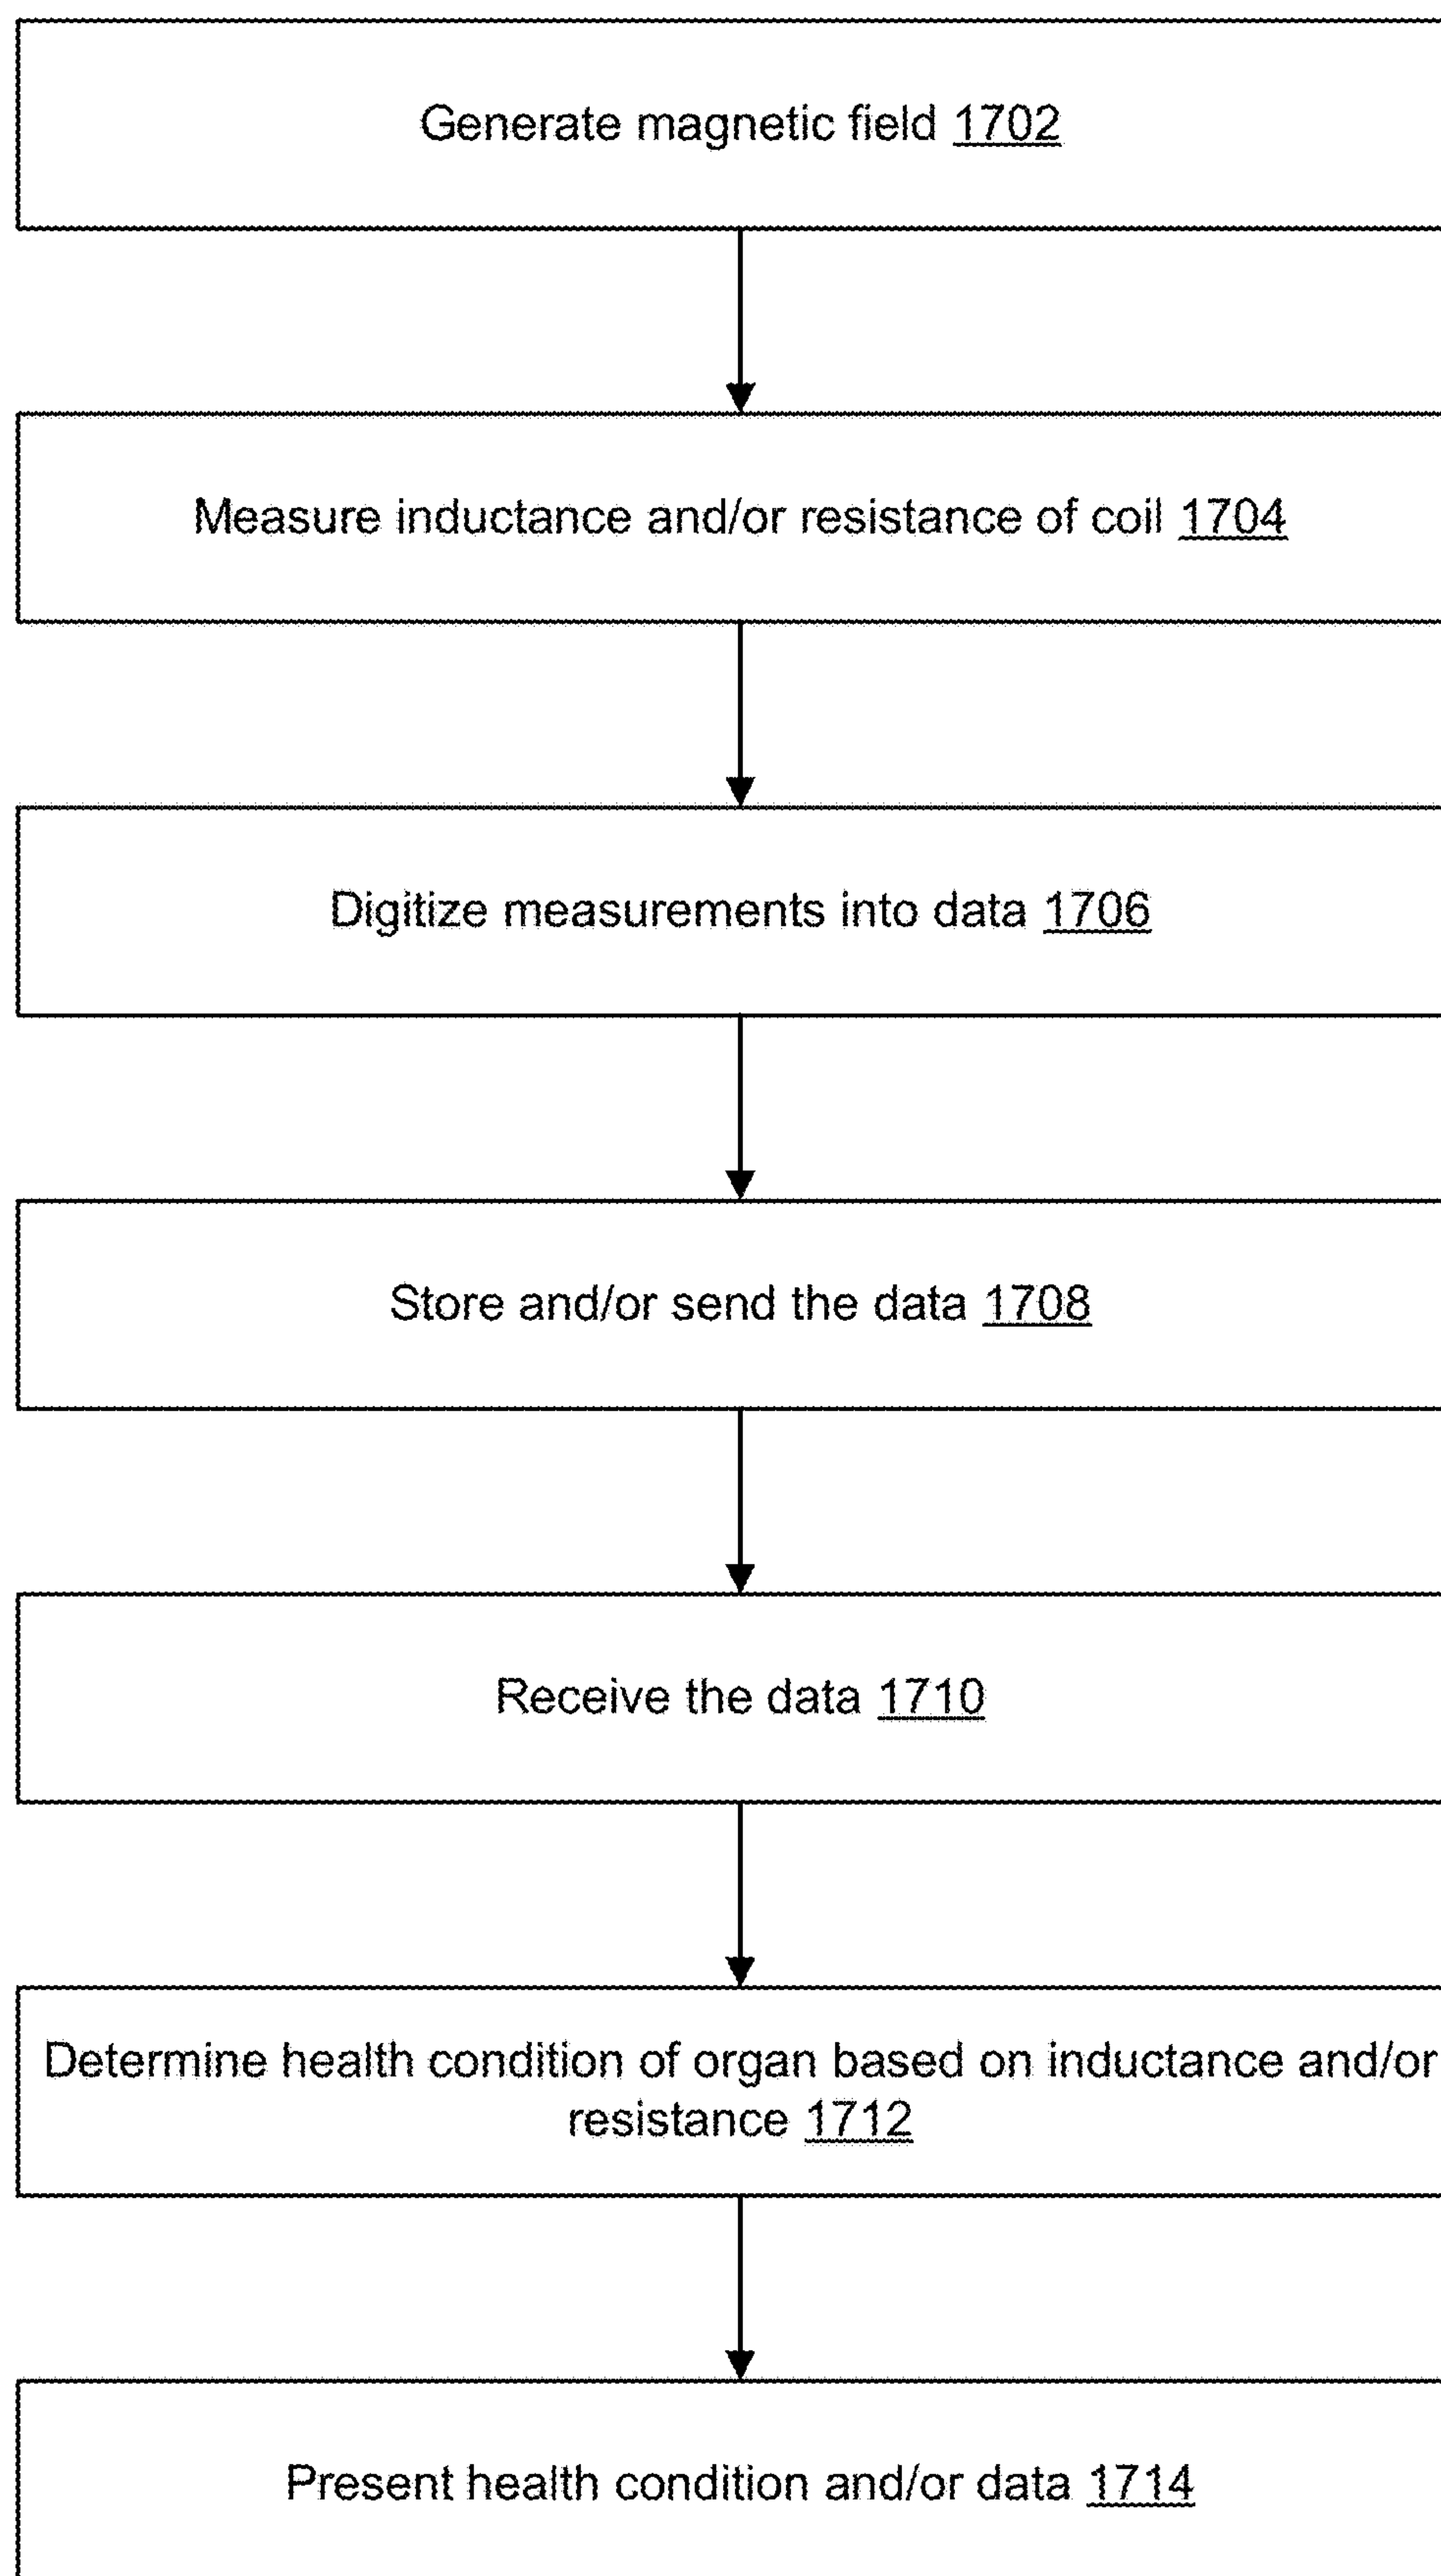 Generate magnetic field 1702
Measure inductance and/or resistance of coil 1704
Digitize measurements into data 1706
Store and/or send the data 1708
Receive the data 1710
Determine health condition of organ based on inductance and/or
resistance 1712
Present health condition and/or data 1714